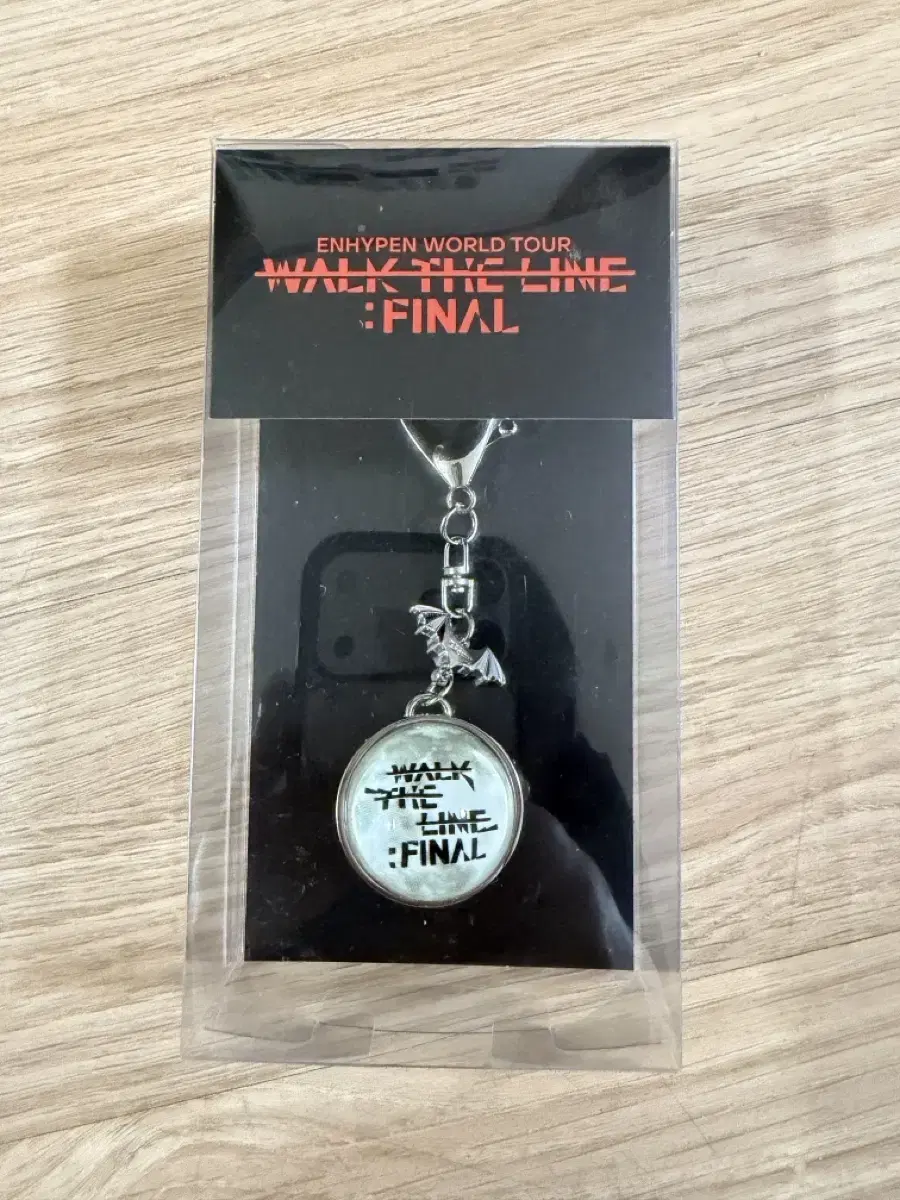 ENHYPEN WORLD TOUR
WALK THE LINE
:FINAL
WALK
THE
LINE
:FINAL